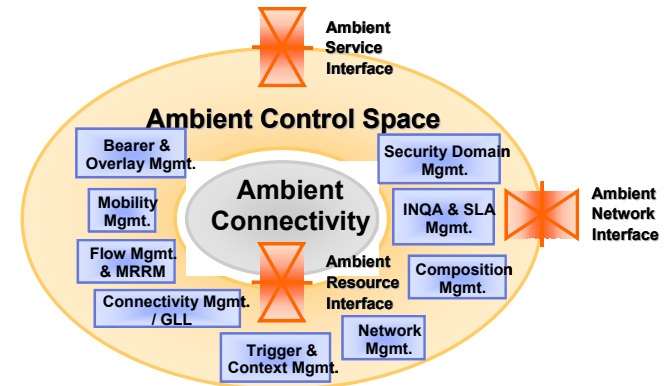 Ambient
Service
Interface
Ambient Control Space
Bearer &
Overlay Mgmt.
Security Domain
Mgmt.
Ambient
Connectivity
Mobility
Mgmt.
INQA & SLA
Mgmt.
Ambient
Network
Interface
Flow Mgmt.
& MRRM
Ambient
Resource
Interface
Composition
Mgmt.
Connectivity Mgmt.
/ GLL
Network
Mgmt.
Trigger &
Context Mgmt.